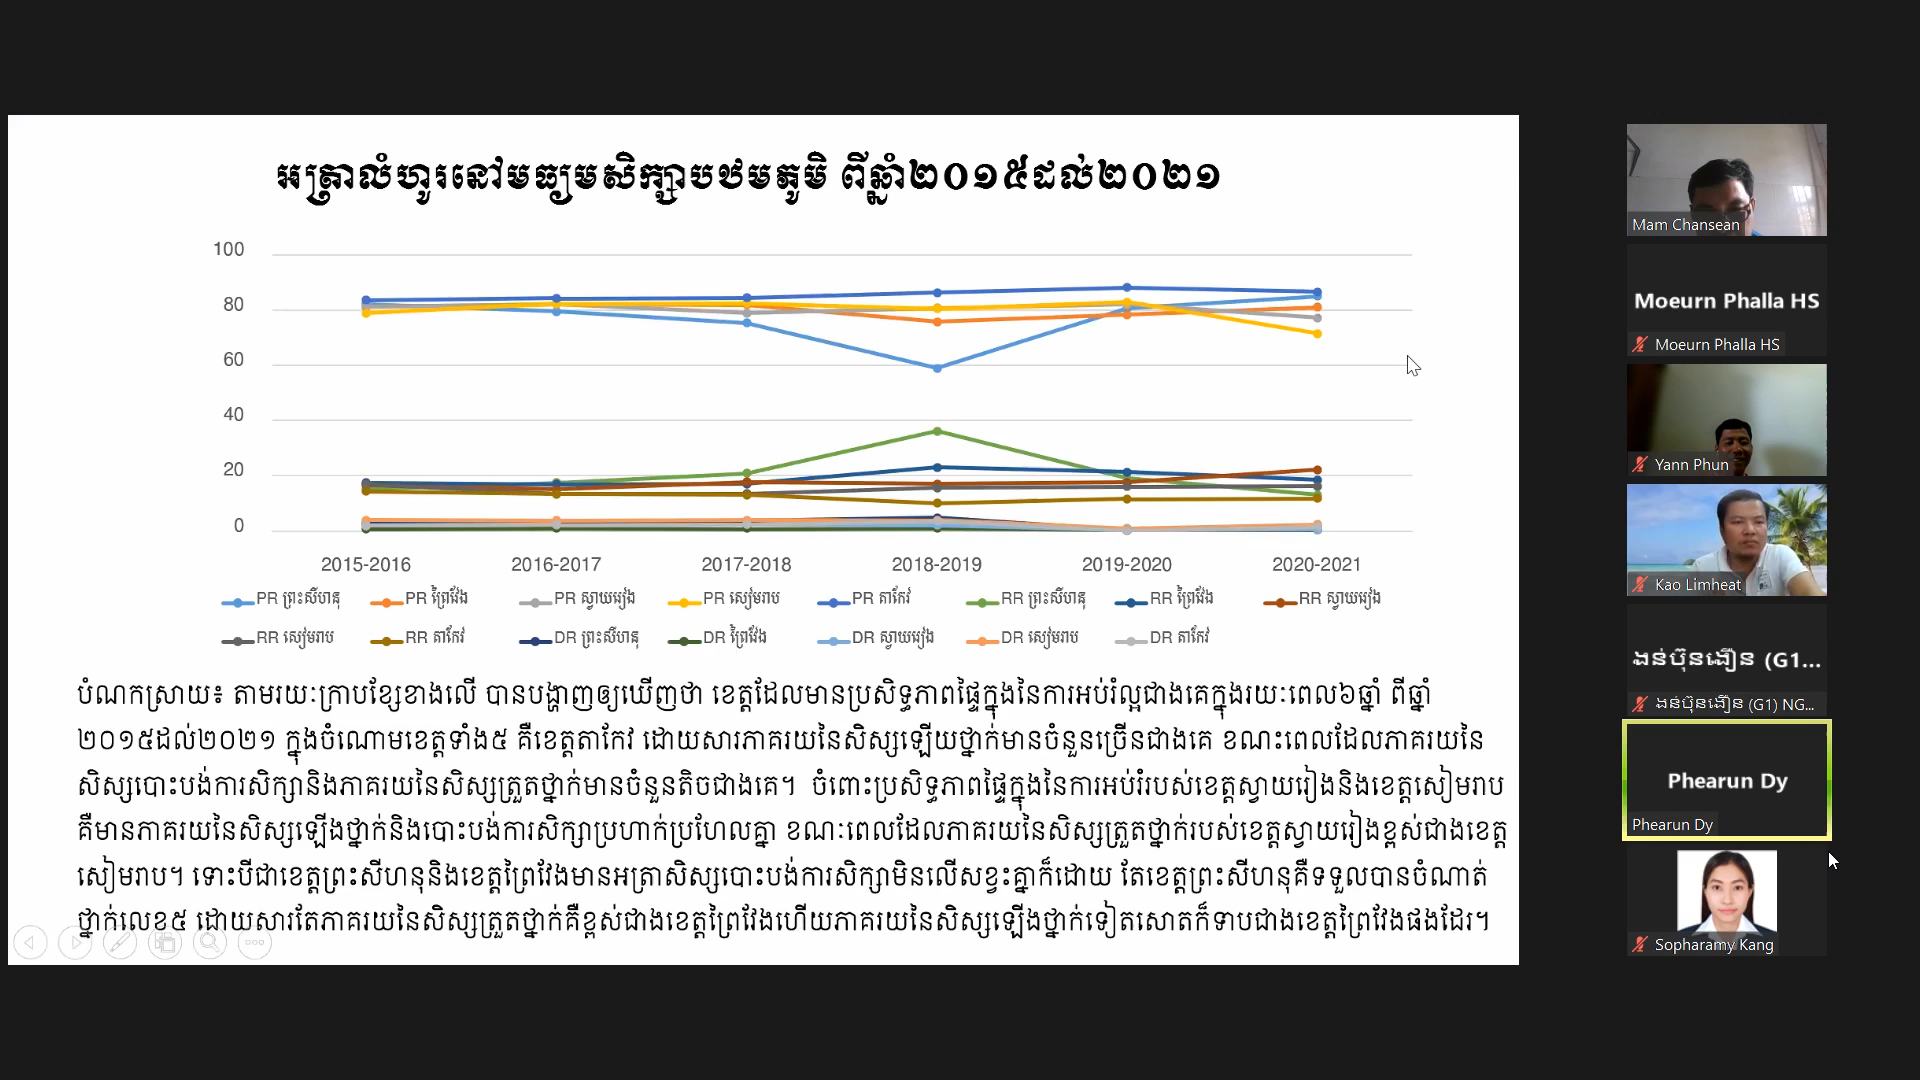 អត្រាលំហូរនៅមធ្យមសិក្សាបឋមភូមិ ពីឆ្នាំ២០១៥ដល់២០២១
100
80
60
40
20
0
2015-2016 2016-2017 2017-2018 2018-2019 2019-2020 2020-2021
PR ព្រះសីហនុ PR ព្រៃវែង PR ស្វាយរៀង PR សៀមរាប PR តាកែវ RR ព្រះសីហនុ RR ព្រៃវែង RR ស្វាយរៀង
RR សៀមរាប RR តាកែវ DR ព្រះសីហនុ DR ព្រៃវែង DR ស្វាយរៀង DR សៀមរាប DR តាកែវ
បំណកស្រាយ៖ តាមរយៈក្រាបខ្សែខាងលើ បានបង្ហាញឲ្យឃើញថា ខេត្តដែលមានប្រសិទ្ធភាពផ្ទៃក្នុងនៃការអប់រំល្អជាងគេក្នុងរយៈពេល៦ឆ្នាំ ពីឆ្នាំ
២០១៥ដល់២០២១ ក្នុងចំណោមខេត្តទាំង៥ គឺខេត្តតាកែវ ដោយសារភាគរយនៃសិស្សឡើយថ្នាក់មានចំនួនច្រើនជាងគេ ខណះពេលដែលភាគរយនៃ
សិស្សបោះបង់ការសិក្សានិងភាគរយនៃសិស្សត្រួតថ្នាក់មានចំនួនតិចជាងគេ។ ចំពោះប្រសិទ្ធភាពផ្ទៃក្នុងនៃការអប់រំរបស់ខេត្តស្វាយរៀងនិងខេត្តសៀមរាប
គឺមានភាគរយនៃសិស្សឡើងថ្នាក់និងបោះបង់ការសិក្សាប្រហាក់ប្រហែលគ្នា ខណៈពេលដែលភាគរយនៃសិស្សត្រួតថ្នាក់របស់ខេត្តស្វាយរៀងខ្ពស់ជាងខេត្ត
សៀមរាប។ ទោះបីជាខេត្តព្រះសីហនុនិងខេត្តព្រៃវែងមានអត្រាសិស្សបោះបង់ការសិក្សាមិនលើសខ្វះគ្នាក៏ដោយ តែខេត្តព្រះសីហនុគឺទទួលបានចំណាត់
ថ្នាក់លេខ៥ ដោយសារតែភាគរយនៃសិស្សត្រួតថ្នាក់គឺខ្ពស់ជាងខេត្តព្រៃវែងហើយភាគរយនៃសិស្សឡើងថ្នាក់ទៀតសោតក៏ទាបជាងខេត្តព្រៃវែងផងដែរ។
Mam Chansean
Moeurn Phalla HS
Moeurn Phalla HS
Yann Phun
Kao Limheat
ងន់ប៊ុនងឿន (G1...
ងន់ប៊ុនងឿន (G1) NG...
Phearun Dy
Phearun Dy
Sopharamy Kang